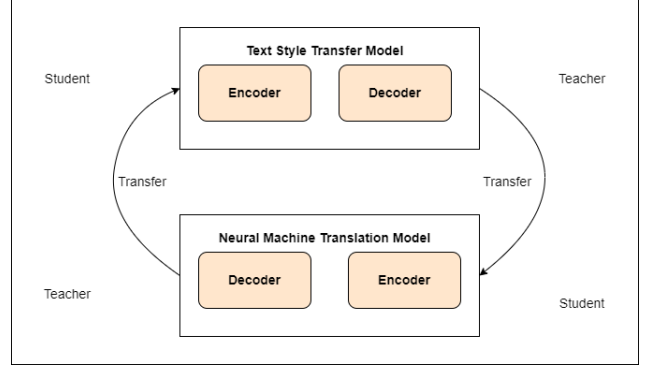 Text Style Transfer Model
Student
Teacher
Encoder
Decoder
Transfer
Transfer
Neural Machine Translation Model
Decoder
Encoder
Teacher
Student